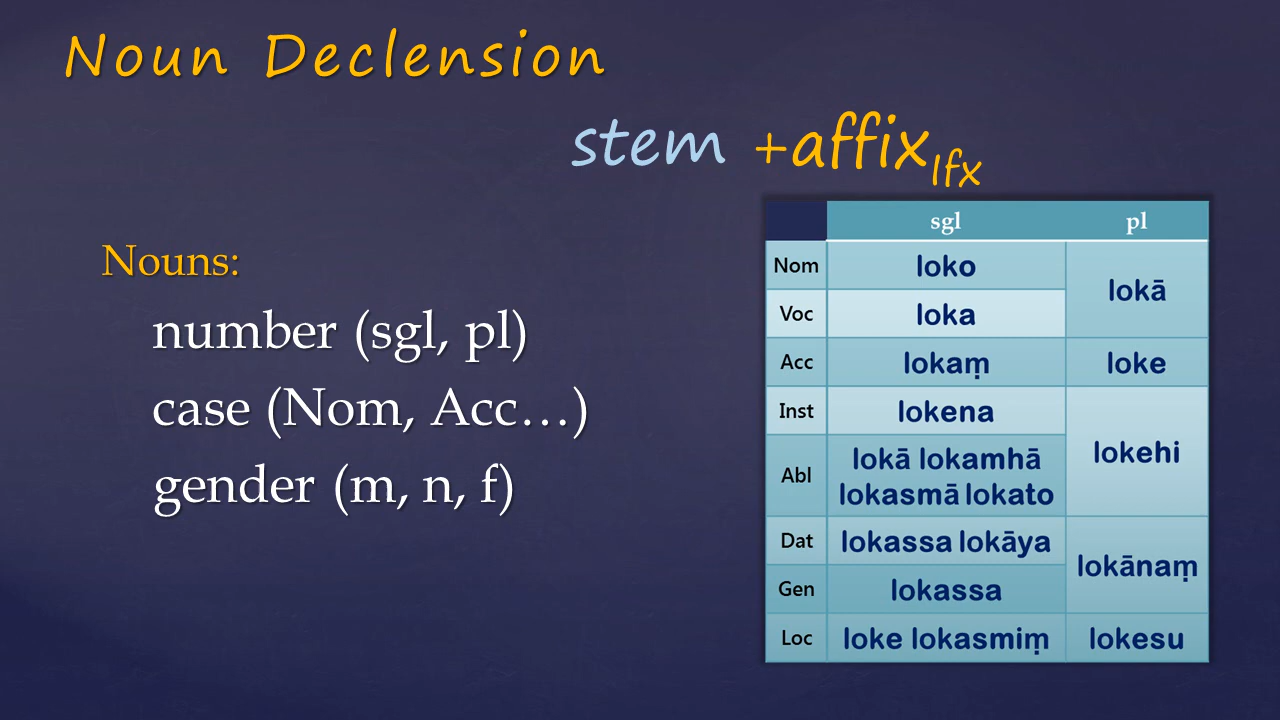 Noun Declension
stem +affixIfx
Nouns:
number (sgl, pl)
case (Nom, Acc…)
gender (m, n, f)
sgl pl
Nom loko lokā
Voc loka
Acc lokaṃ loke
Inst lokena lokehi
Abl lokā lokamhā
lokasmā lokato
Dat lokassa lokāya lokānaṃ
Gen lokassa
Loc loke lokasmiṃ lokesu